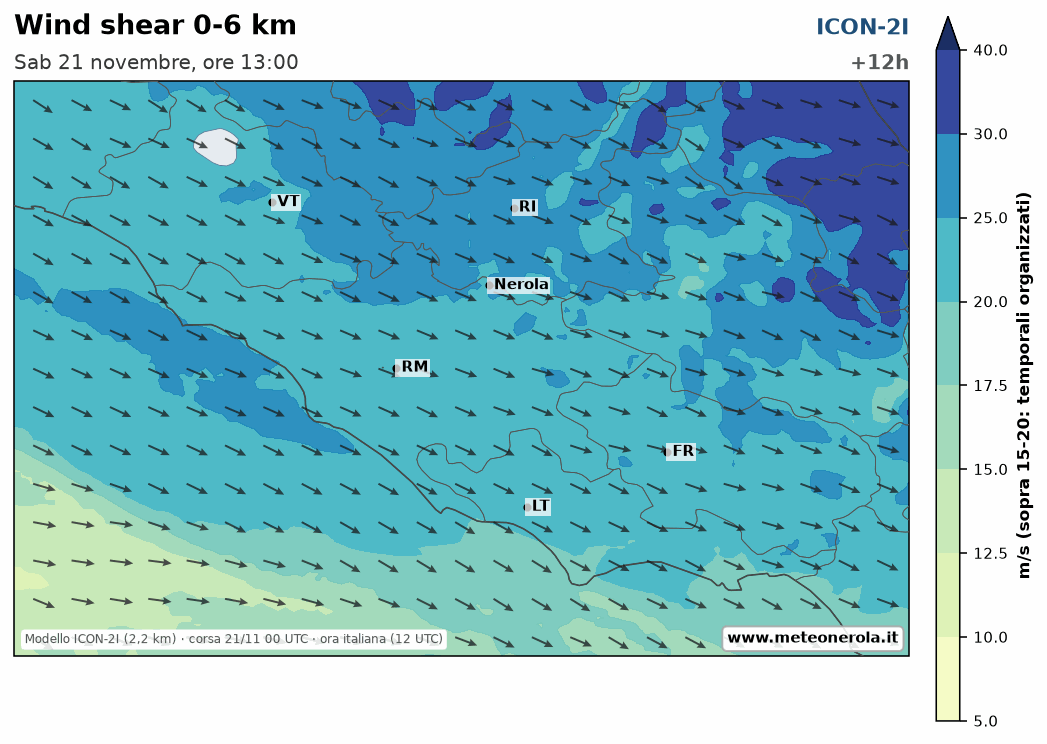 Wind shear 0-6 km
ICON-2I
Sab 21 novembre, ore 13:00
+12h
VT
RI
Nerola
RM
FR
LT
Modello ICON-2I (2,2 km) · corsa 21/11 00 UTC · ora italiana (12 UTC)
www.meteonerola.it
40.0
30.0
25.0
20.0
17.5
15.0
12.5
10.0
5.0
m/s (sopra 15-20: temporali organizzati)